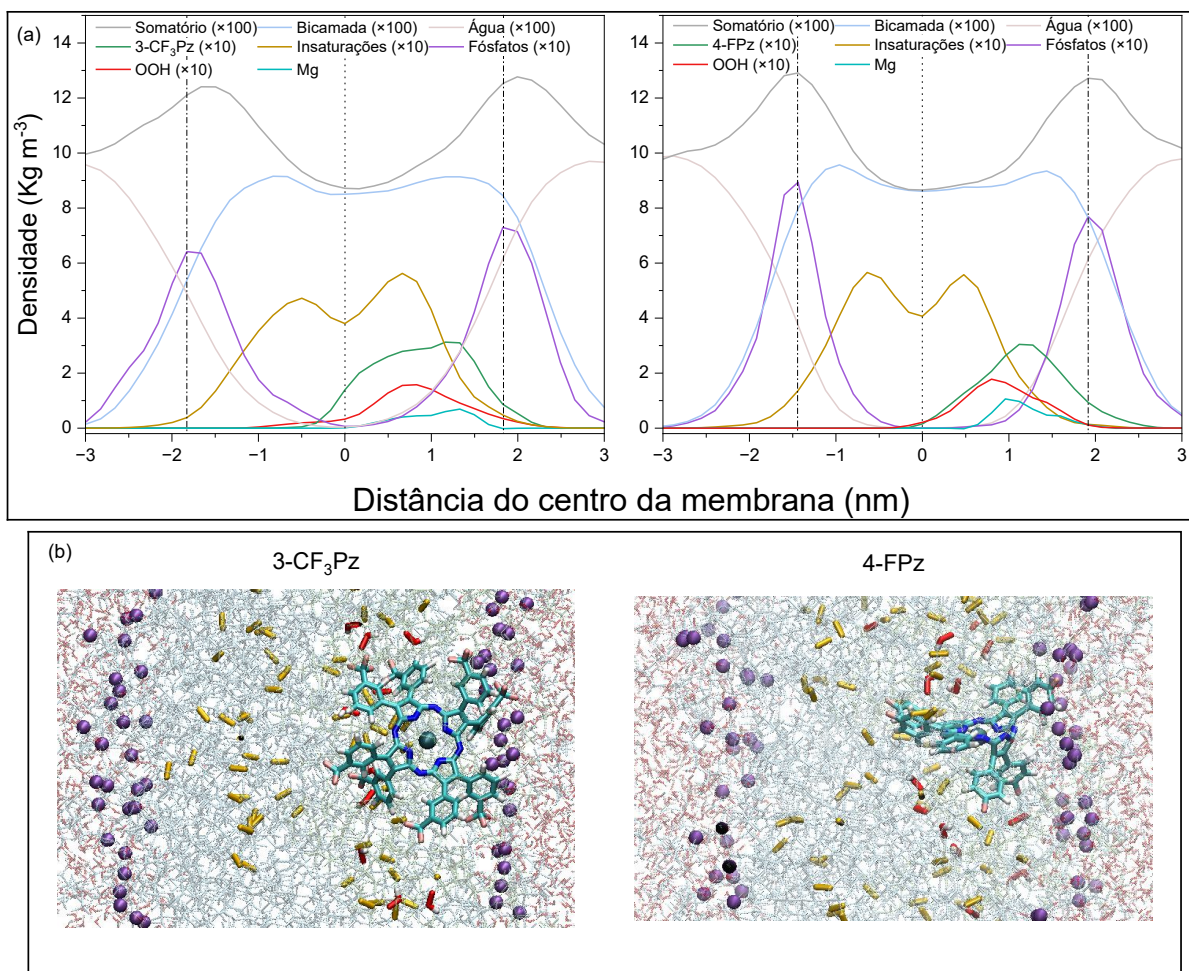 (a)
Somatório (×100) Bicamada (×100) Água (×100)
3-CF₃Pz (×10) Insaturações (×10) Fósfatos (×10)
OOH (×10) Mg
Somatório (×100) Bicamada (×100) Água (×100)
4-FPz (×10) Insaturações (×10) Fósfatos (×10)
OOH (×10) Mg
Densidade (Kg m⁻³)
14
12
10
8
6
4
2
0
−3 −2 −1 0 1 2 3
14
12
10
8
6
4
2
0
−3 −2 −1 0 1 2 3
Distância do centro da membrana (nm)
(b)
3-CF₃Pz
4-FPz